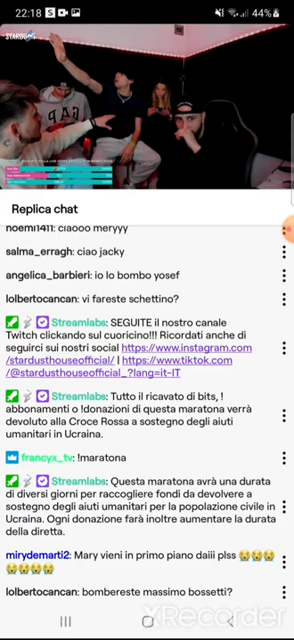 22:18 S 44%
STARDUST
GAP
Replica chat
noemi1411: ciaooo meryyy
salma_erragh: ciao jacky
angelica_barbieri: io lo bombo yosef
lolbertocancan: vi fareste schettino?
Streamlabs: SEGUITE il nostro canale
Twitch cliccando sul cuoricino!!! Ricordati anche di
seguirci sui nostri social https://www.instagram.com
/stardusthouseofficial/ | https://www.tiktok.com
/@stardusthouseofficial_?lang=it-IT
Streamlabs: Tutto il ricavato di bits, !
abbonamenti o !donazioni di questa maratona verrà
devoluto alla Croce Rossa a sostegno degli aiuti
umanitari in Ucraina.
francyx_tv: !maratona
Streamlabs: Questa maratona avrà una durata
di diversi giorni per raccogliere fondi da devolvere a
sostegno degli aiuti umanitari per la popolazione civile in
Ucraina. Ogni donazione farà inoltre aumentare la durata
della diretta.
mirydemarti2: Mary vieni in primo piano daiii plss 😭😭😭
😭😭😭😭
lolbertocancan: bombereste massimo bossetti?
XRecorder